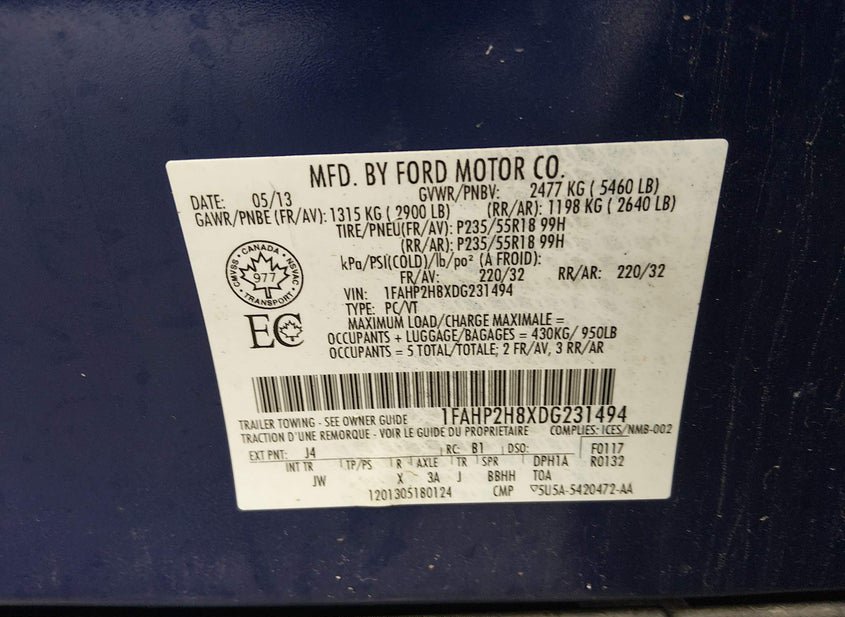 MFD. BY FORD MOTOR CO.
DATE: 05/13 GVWR/PNBV: 2477 KG ( 5460 LB)
GAWR/PNBE (FR/AV): 1315 KG ( 2900 LB) (RR/AR): 1198 KG ( 2640 LB)
TIRE/PNEU(FR/AV): P235/55R18 99H
(RR/AR): P235/55R18 99H
kPa/PSI(COLD)/lb/po² (A FROID):
FR/AV: 220/32 RR/AR: 220/32
CANADA
CMVSS 977 NSVAC
TRANSPORT
VIN: 1FAHP2H8XDG231494
TYPE: PC/VT
EC
MAXIMUM LOAD/CHARGE MAXIMALE =
OCCUPANTS + LUGGAGE/BAGAGES = 430KG/ 950LB
OCCUPANTS = 5 TOTAL/TOTALE; 2 FR/AV, 3 RR/AR
1FAHP2H8XDG231494
TRAILER TOWING - SEE OWNER GUIDE
TRACTION D'UNE REMORQUE - VOIR LE GUIDE DU PROPRIETAIRE COMPLIES: ICES/NMB-002
EXT PNT: J4 RC: B1 DSO: F0117
INT TR TP/PS R AXLE TR SPR DPH1A R0132
JW X 3A J BBHH TOA
1201305180124 CMP 5U5A-5420472-AA